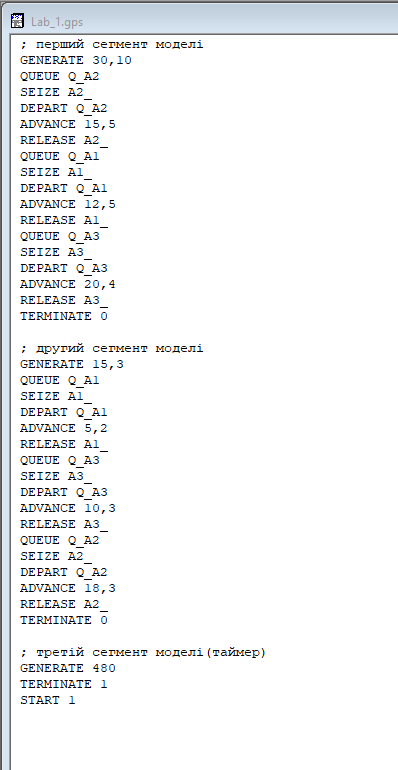 Lab_1.gps
; перший сегмент моделі
GENERATE 30,10
QUEUE Q_A2
SEIZE A2_
DEPART Q_A2
ADVANCE 15,5
RELEASE A2_
QUEUE Q_A1
SEIZE A1_
DEPART Q_A1
ADVANCE 12,5
RELEASE A1_
QUEUE Q_A3
SEIZE A3_
DEPART Q_A3
ADVANCE 20,4
RELEASE A3_
TERMINATE 0

; другий сегмент моделі
GENERATE 15,3
QUEUE Q_A1
SEIZE A1_
DEPART Q_A1
ADVANCE 5,2
RELEASE A1_
QUEUE Q_A3
SEIZE A3_
DEPART Q_A3
ADVANCE 10,3
RELEASE A3_
QUEUE Q_A2
SEIZE A2_
DEPART Q_A2
ADVANCE 18,3
RELEASE A2_
TERMINATE 0

; третій сегмент моделі(таймер)
GENERATE 480
TERMINATE 1
START 1